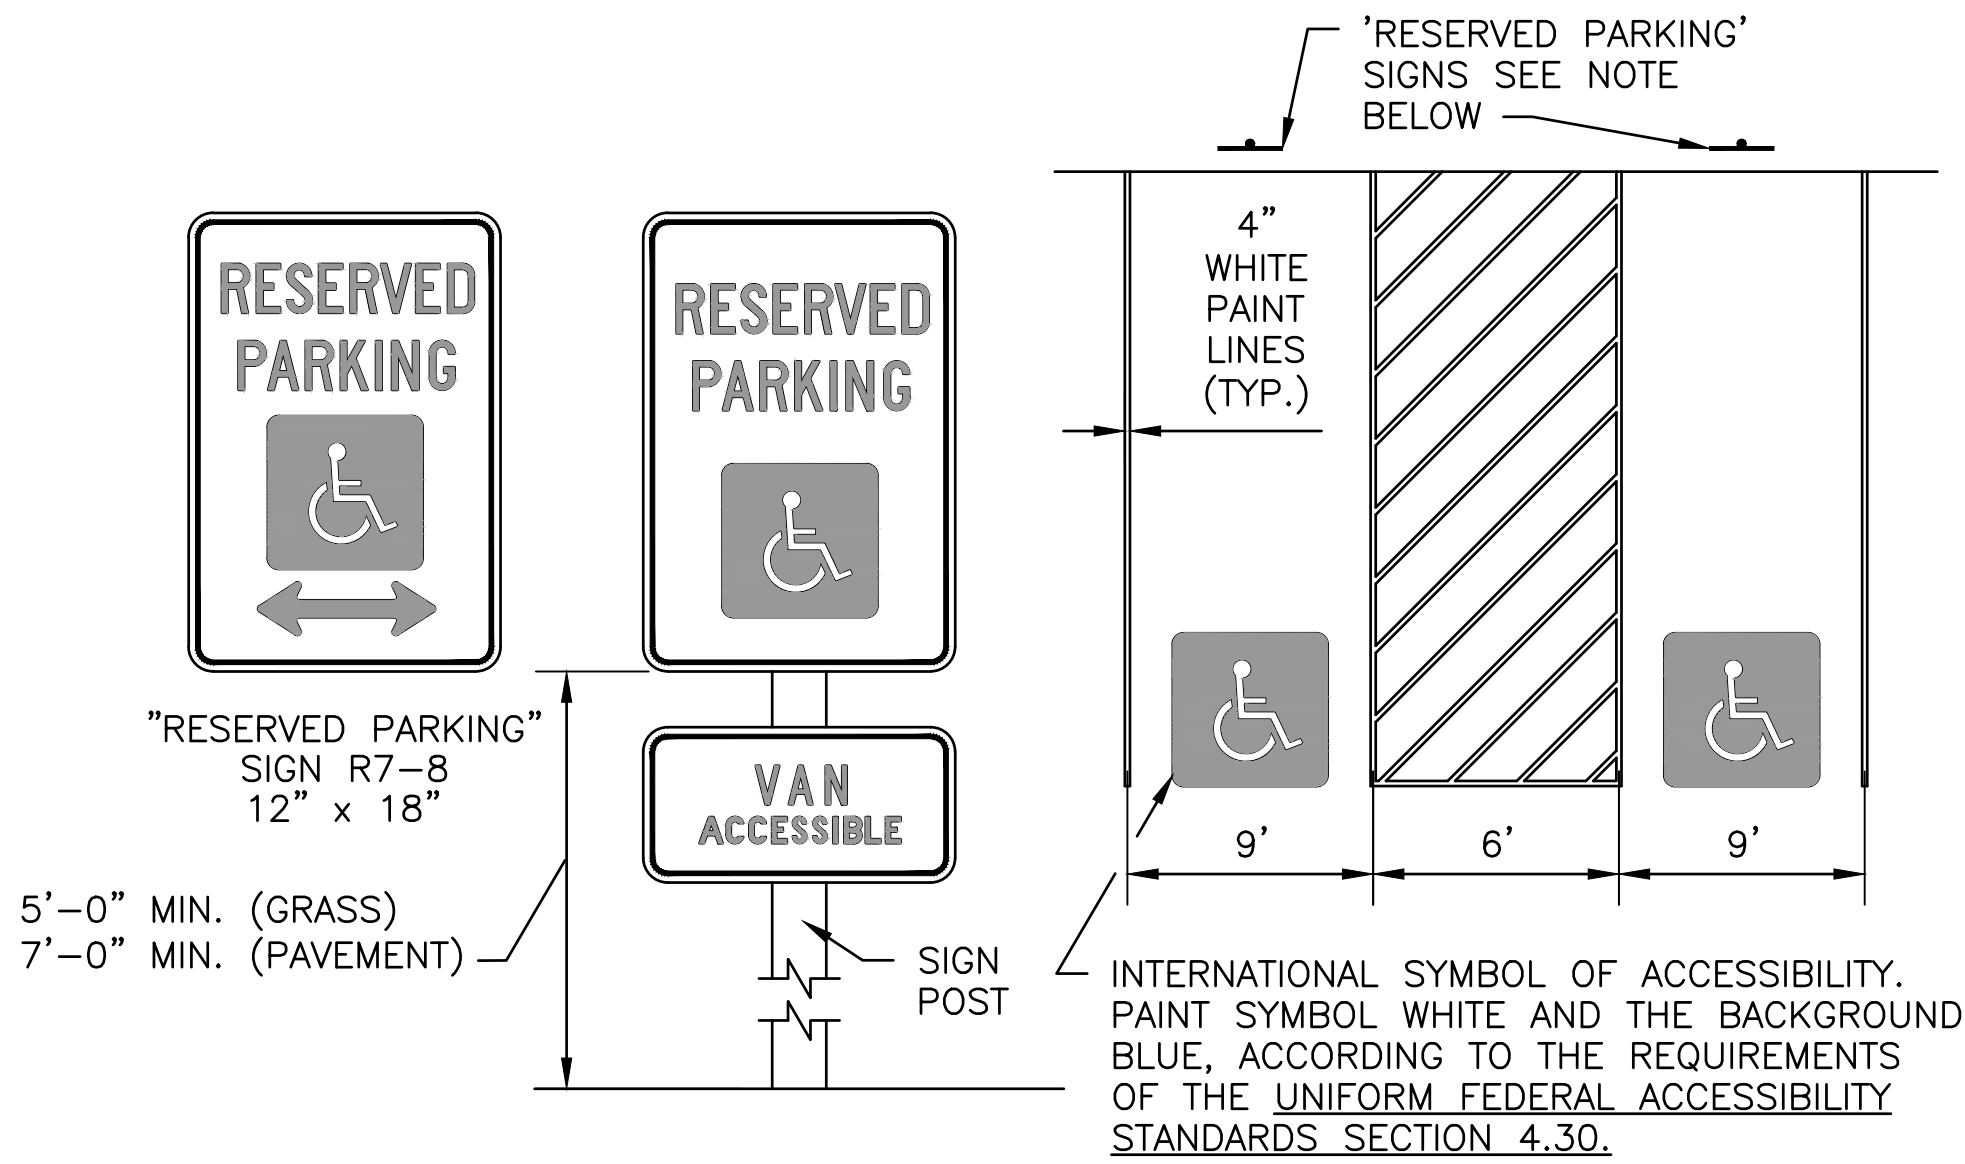 RESERVED
PARKING
"RESERVED PARKING"
SIGN R7-8
12" x 18"
RESERVED
PARKING
VAN
ACCESSIBLE
5'-0" MIN. (GRASS)
7'-0" MIN. (PAVEMENT)
SIGN
POST
'RESERVED PARKING'
SIGNS SEE NOTE
BELOW
4"
WHITE
PAINT
LINES
(TYP.)
9' 6' 9'
INTERNATIONAL SYMBOL OF ACCESSIBILITY.
PAINT SYMBOL WHITE AND THE BACKGROUND
BLUE, ACCORDING TO THE REQUIREMENTS
OF THE UNIFORM FEDERAL ACCESSIBILITY
STANDARDS SECTION 4.30.